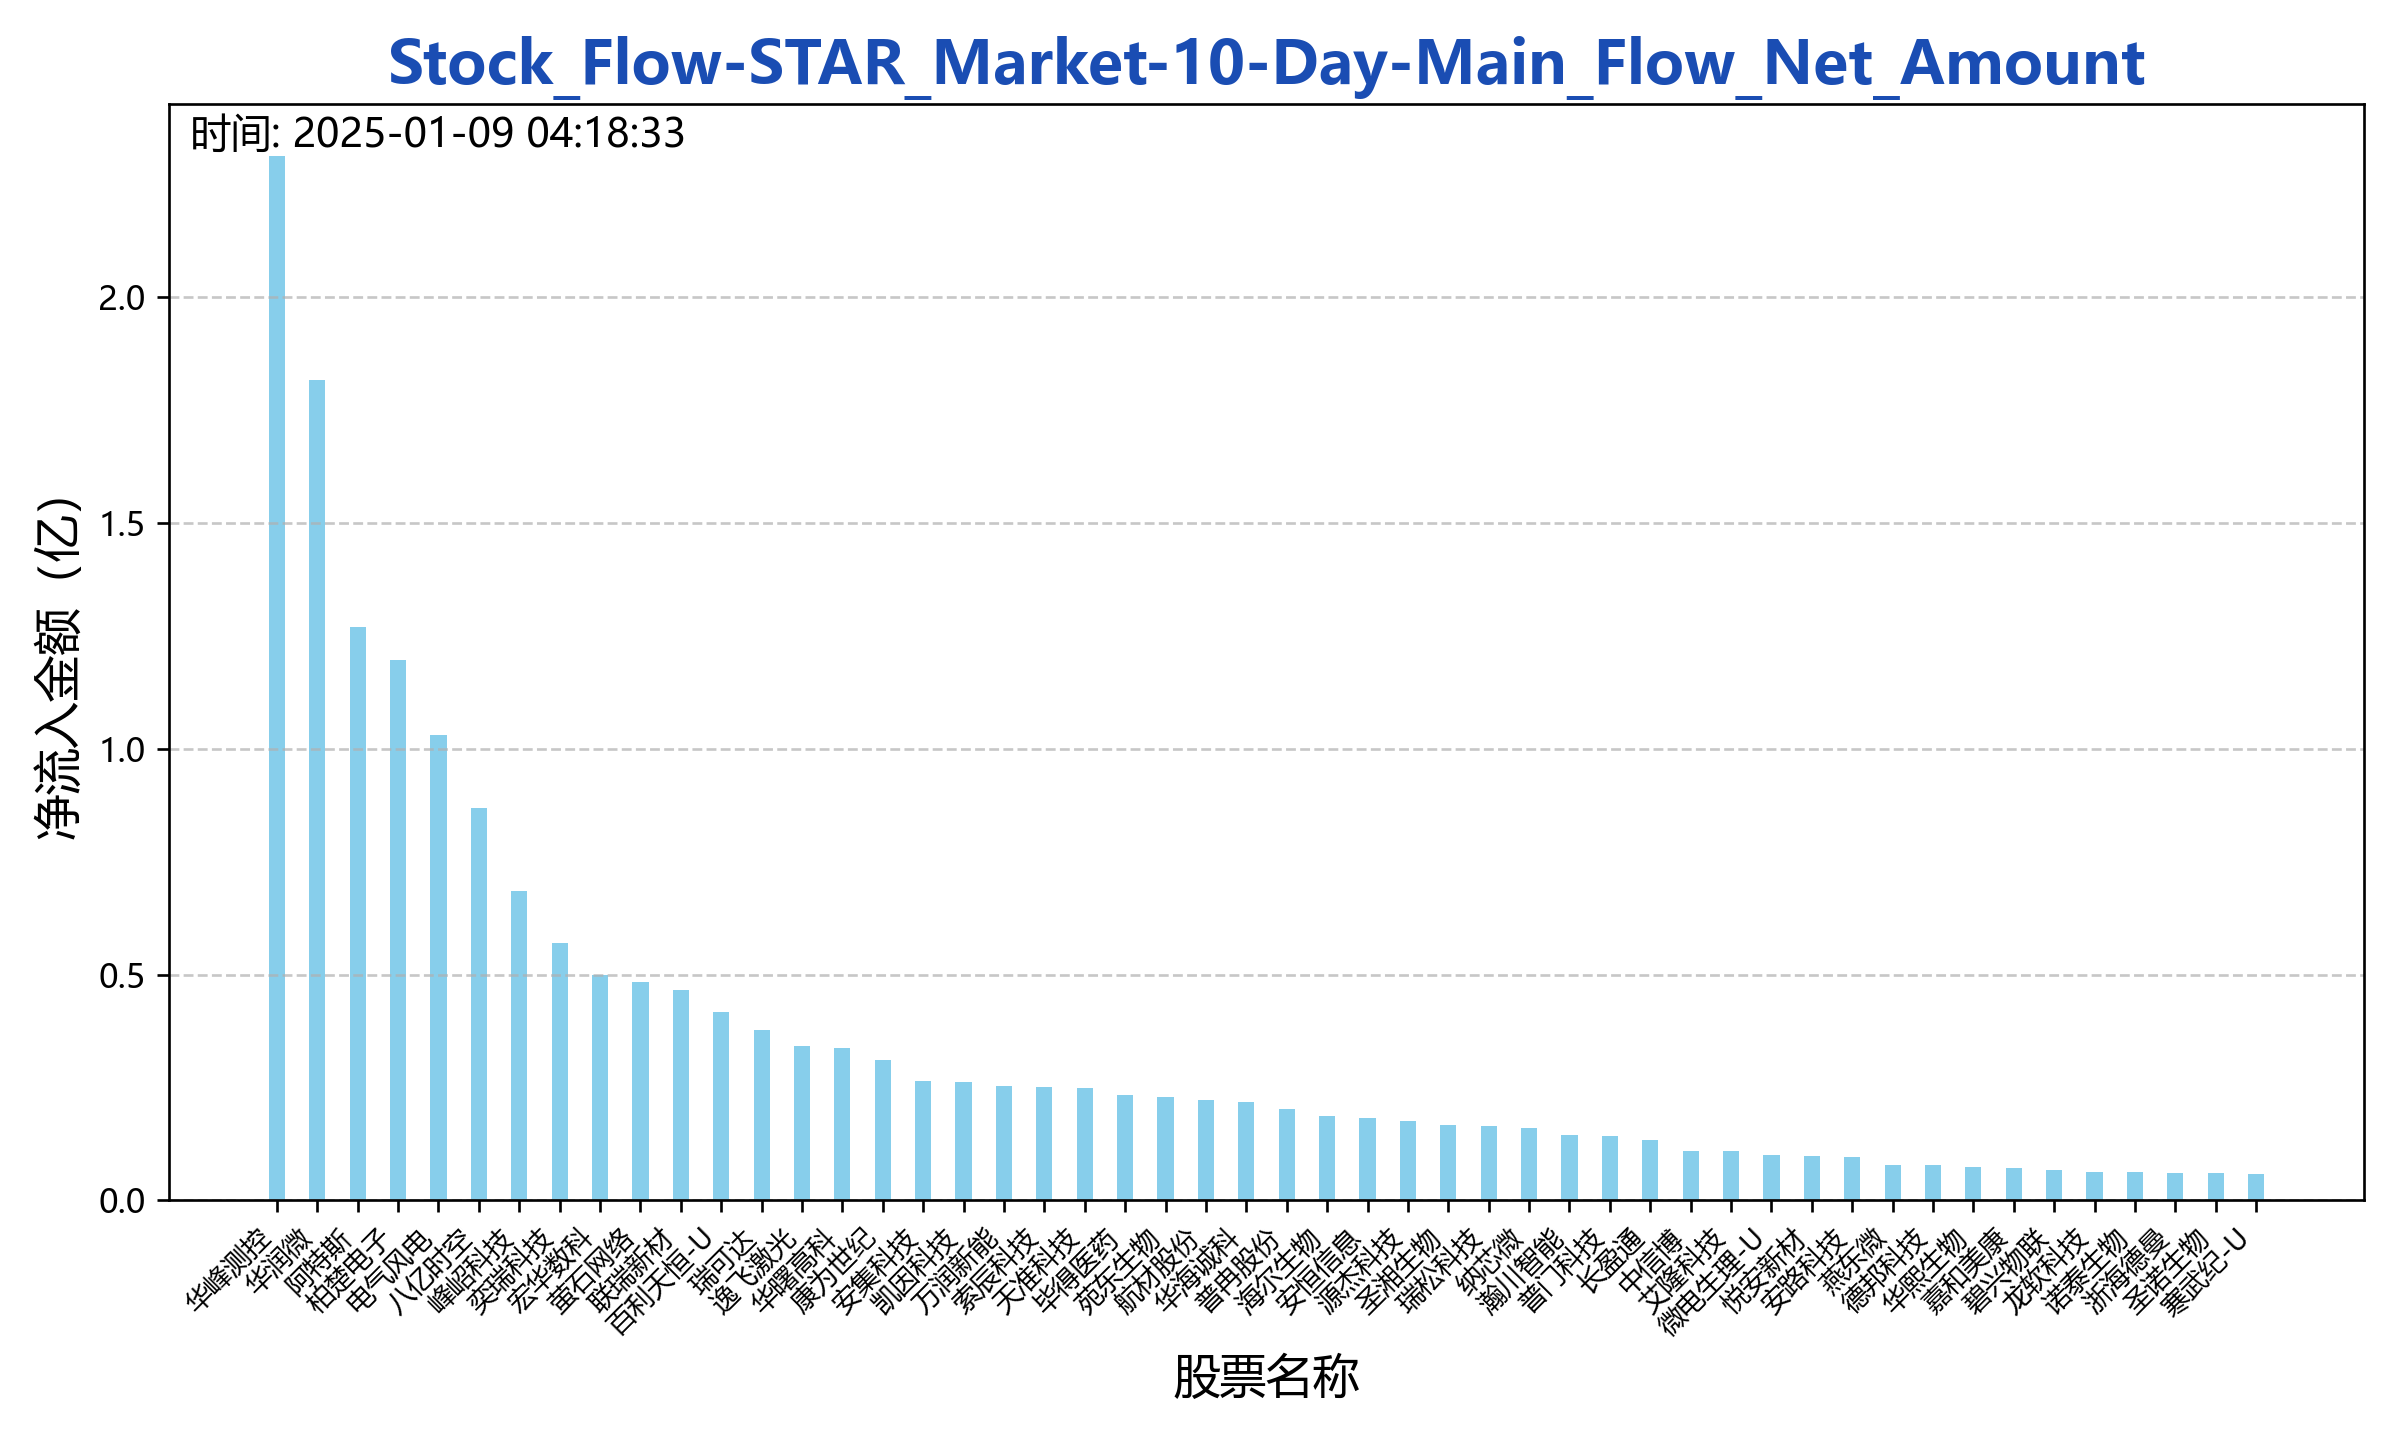 Stock_Flow-STAR_Market-10-Day-Main_Flow_Net_Amount
时间: 2025-01-09 04:18:33
净流入金额（亿）
2.0
1.5
1.0
0.5
0.0
华峰测控
华润微
阿特斯
柏楚电子
电气风电
八亿时空
峰岹科技
奕瑞科技
宏华数科
萤石网络
联瑞新材
百利天恒-U
瑞可达
逸飞激光
华曙高科
康为世纪
安集科技
凯因科技
万润新能
索辰科技
天准科技
毕得医药
苑东生物
航材股份
华海诚科
普冉股份
海尔生物
安恒信息
源杰科技
圣湘生物
瑞松科技
纳芯微
瀚川智能
普门科技
长盈通
中信博
艾隆科技
微电生理-U
悦安新材
安路科技
燕东微
德邦科技
华熙生物
嘉和美康
碧兴物联
龙软科技
诺泰生物
浙海德曼
圣诺生物
寒武纪-U
股票名称